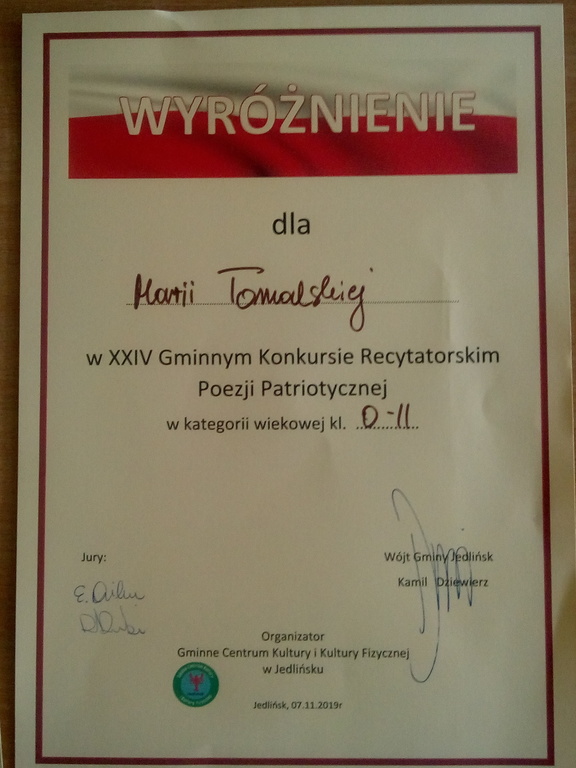 WYRÓŻNIENIE
dla
Marii Tomalskiej
w XXIV Gminnym Konkursie Recytatorskim
Poezji Patriotycznej
w kategorii wiekowej kl. 0-II
Jury:
Wójt Gminy Jedlińsk
Kamil Dziewierz
E.
Organizator
Gminne Centrum Kultury i Kultury Fizycznej
w Jedlińsku
Jedlińsk, 07.11.2019r